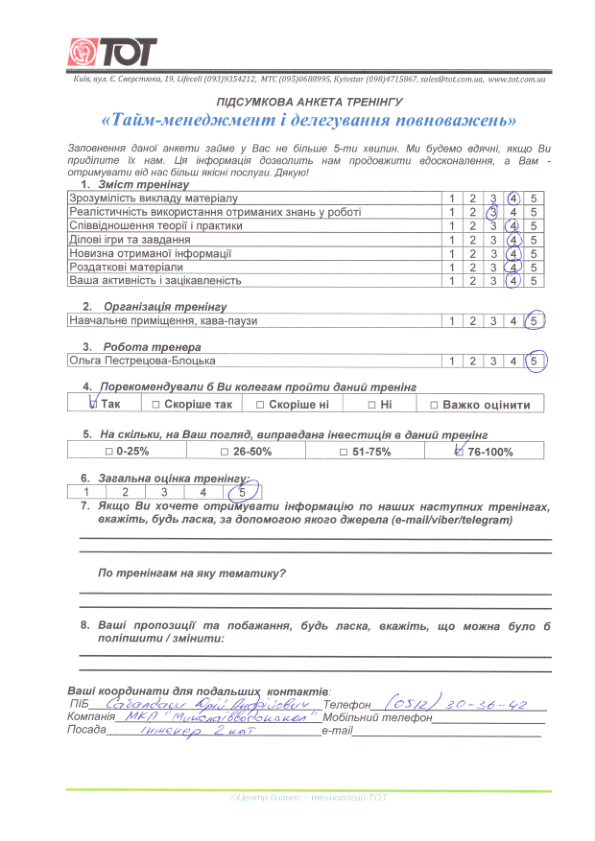 ТОТ
Київ, вул. Є. Сверстюка, 19, Lifecell (093)9354212, МТС (095)0688995, Kyivstar (098)4715867, sales@tot.com.ua, www.tot.com.ua
ПІДСУМКОВА АНКЕТА ТРЕНІНГУ
«Тайм-менеджмент і делегування повноважень»
Заповнення даної анкети займе у Вас не більше 5-ти хвилин. Ми будемо вдячні, якщо Ви
приділите їх нам. Ця інформація дозволить нам продовжити вдосконалення, а Вам -
отримувати від нас більш якісні послуги. Дякую!
1. Зміст тренінгу
Зрозумілість викладу матеріалу 1 2 3 4 5
Реалістичність використання отриманих знань у роботі 1 2 3 4 5
Співвідношення теорії і практики 1 2 3 4 5
Ділові ігри та завдання 1 2 3 4 5
Новизна отриманої інформації 1 2 3 4 5
Роздаткові матеріали 1 2 3 4 5
Ваша активність і зацікавленість 1 2 3 4 5
2. Організація тренінгу
Навчальне приміщення, кава-паузи 1 2 3 4 5
3. Робота тренера
Ольга Пестрецова-Блоцька 1 2 3 4 5
4. Порекомендували б Ви колегам пройти даний тренінг
☑ Так □ Скоріше так □ Скоріше ні □ Ні □ Важко оцінити
5. На скільки, на Ваш погляд, виправдана інвестиція в даний тренінг
□ 0-25% □ 26-50% □ 51-75% ☑ 76-100%
6. Загальна оцінка тренінгу:
1 2 3 4 5
7. Якщо Ви хочете отримувати інформацію по наших наступних тренінгах,
вкажіть, будь ласка, за допомогою якого джерела (e-mail/viber/telegram)
По тренінгам на яку тематику?
8. Ваші пропозиції та побажання, будь ласка, вкажіть, що можна було б
поліпшити / змінити:
Ваші координати для подальших контактів:
ПІБ Юрій Андрійович Телефон (0512) 30-36-42
Компанія МКП "Миколаївводоканал" Мобільний телефон
Посада Інженер 2 кат e-mail
©Центр бізнес – технологий ТОТ